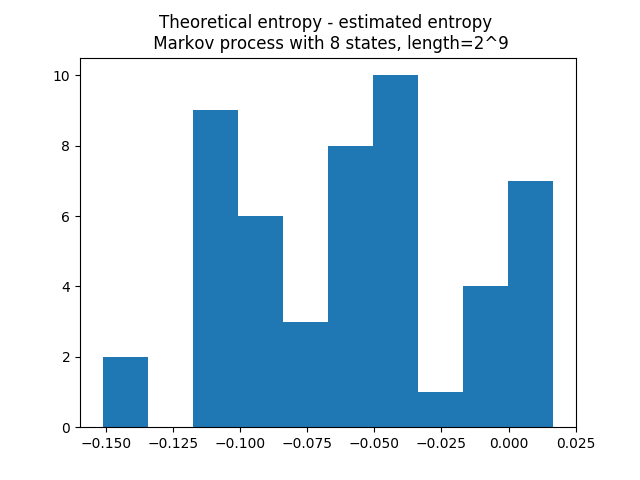 Theoretical entropy - estimated entropy
Markov process with 8 states, length=2^9
10
8
6
4
2
0
−0.150 −0.125 −0.100 −0.075 −0.050 −0.025 0.000 0.025